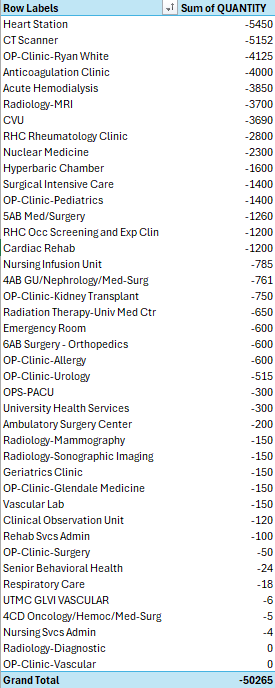 Row Labels Sum of QUANTITY
Heart Station -5450
CT Scanner -5152
OP-Clinic-Ryan White -4125
Anticoagulation Clinic -4000
Acute Hemodialysis -3850
Radiology-MRI -3700
CVU -3690
RHC Rheumatology Clinic -2800
Nuclear Medicine -2300
Hyperbaric Chamber -1600
Surgical Intensive Care -1400
OP-Clinic-Pediatrics -1400
5AB Med/Surgery -1260
RHC Occ Screening and Exp Clin -1200
Cardiac Rehab -1200
Nursing Infusion Unit -785
4AB GU/Nephrology/Med-Surg -761
OP-Clinic-Kidney Transplant -750
Radiation Therapy-Univ Med Ctr -650
Emergency Room -600
6AB Surgery - Orthopedics -600
OP-Clinic-Allergy -600
OP-Clinic-Urology -515
OPS-PACU -300
University Health Services -300
Ambulatory Surgery Center -200
Radiology-Mammography -150
Radiology-Sonographic Imaging -150
Geriatrics Clinic -150
OP-Clinic-Glendale Medicine -150
Vascular Lab -150
Clinical Observation Unit -120
Rehab Svcs Admin -100
OP-Clinic-Surgery -50
Senior Behavioral Health -24
Respiratory Care -18
UTMC GLVI VASCULAR -6
4CD Oncology/Hemoc/Med-Surg -5
Nursing Svcs Admin -4
Radiology-Diagnostic 0
OP-Clinic-Vascular 0
Grand Total -50265